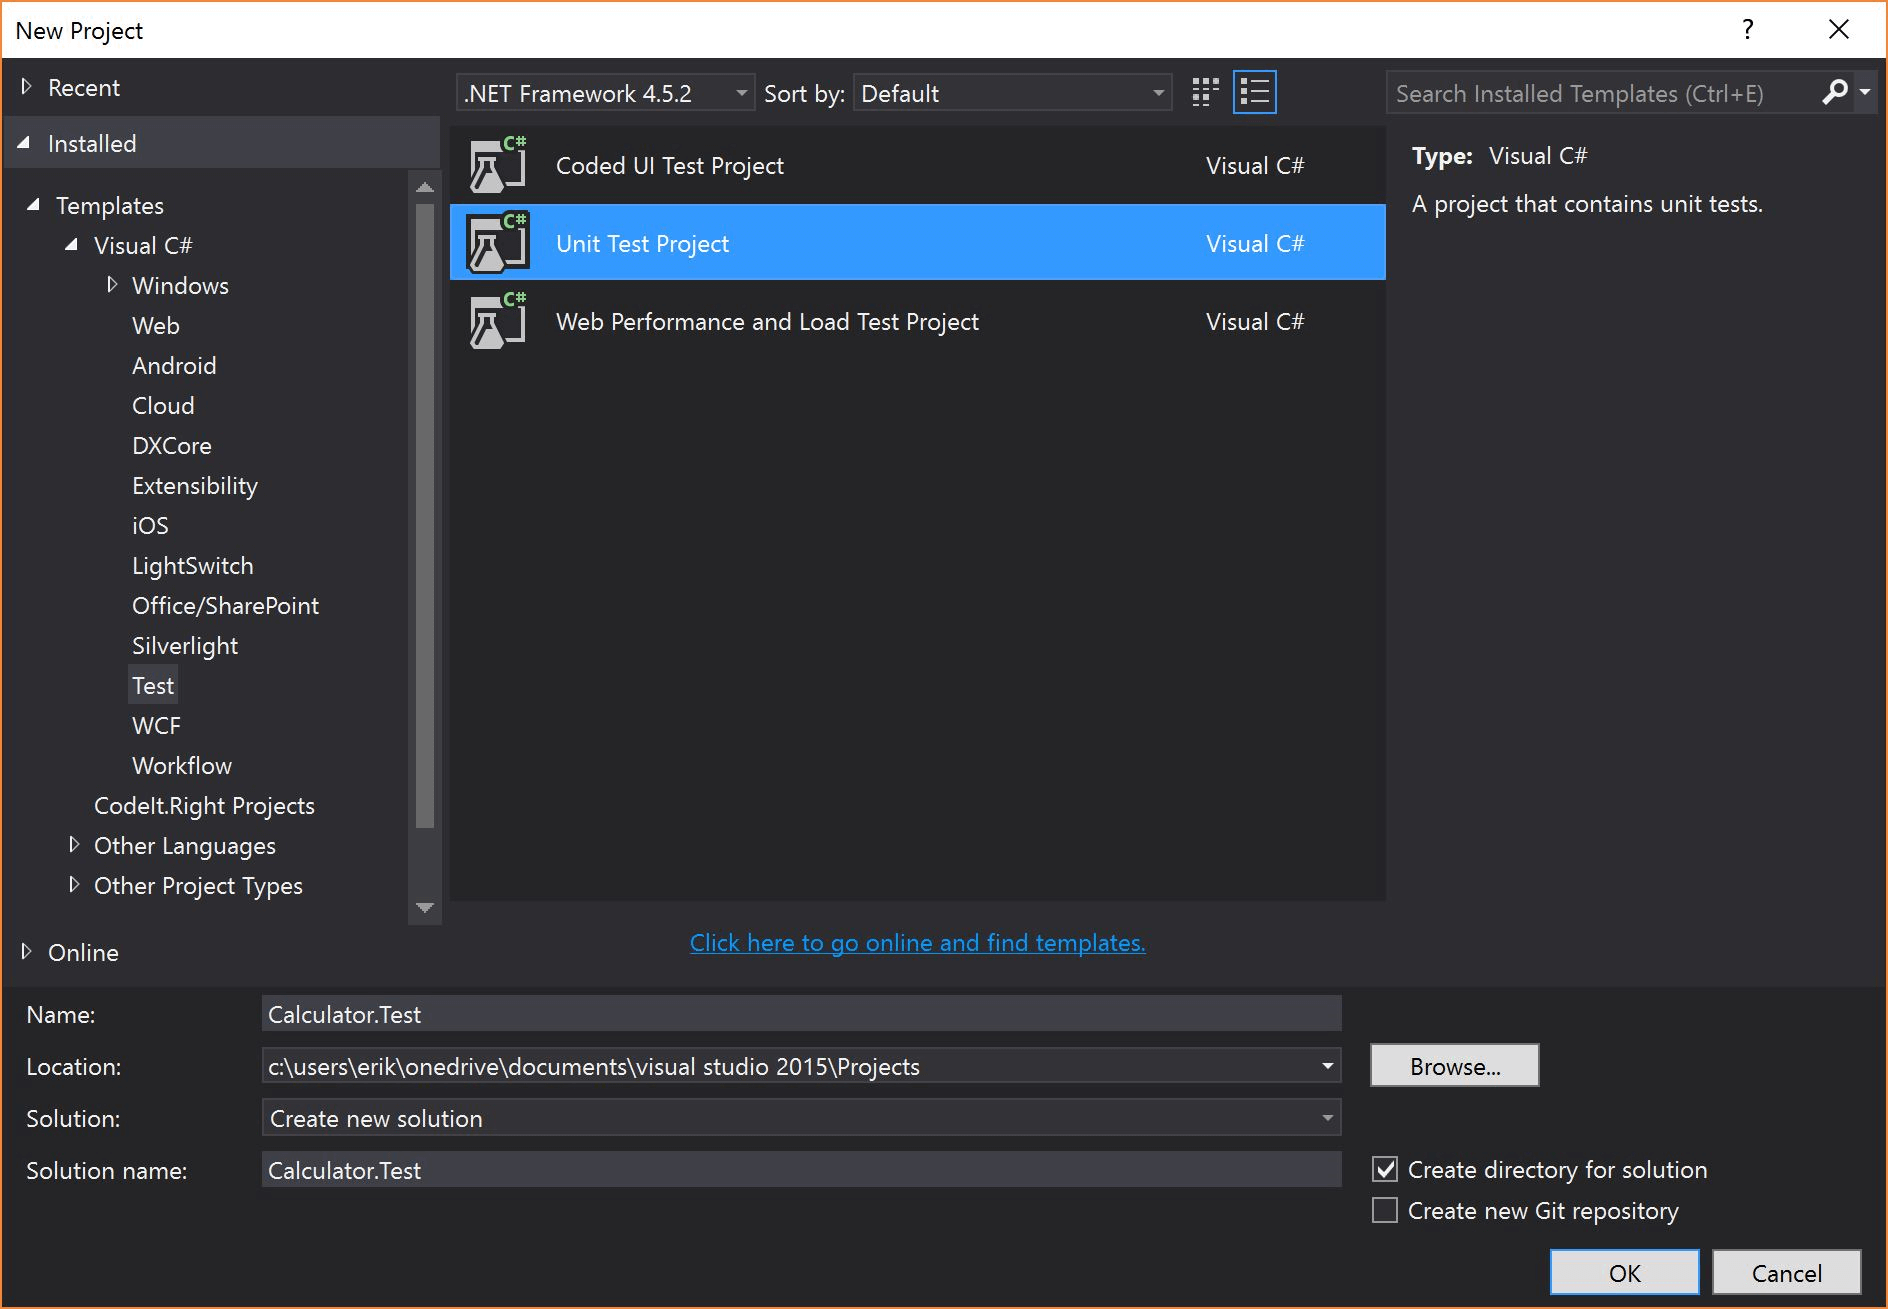 New Project
?
Recent
Installed
Templates
Visual C#
Windows
Web
Android
Cloud
DXCore
Extensibility
iOS
LightSwitch
Office/SharePoint
Silverlight
Test
WCF
Workflow
CodeIt.Right Projects
Other Languages
Other Project Types
Online
.NET Framework 4.5.2 Sort by: Default
C# Coded UI Test Project Visual C#
C# Unit Test Project Visual C#
C# Web Performance and Load Test Project Visual C#
Click here to go online and find templates.
Search Installed Templates (Ctrl+E)
Type: Visual C#
A project that contains unit tests.
Name: Calculator.Test
Location: c:\users\erik\onedrive\documents\visual studio 2015\Projects Browse...
Solution: Create new solution
Solution name: Calculator.Test
Create directory for solution
Create new Git repository
OK Cancel